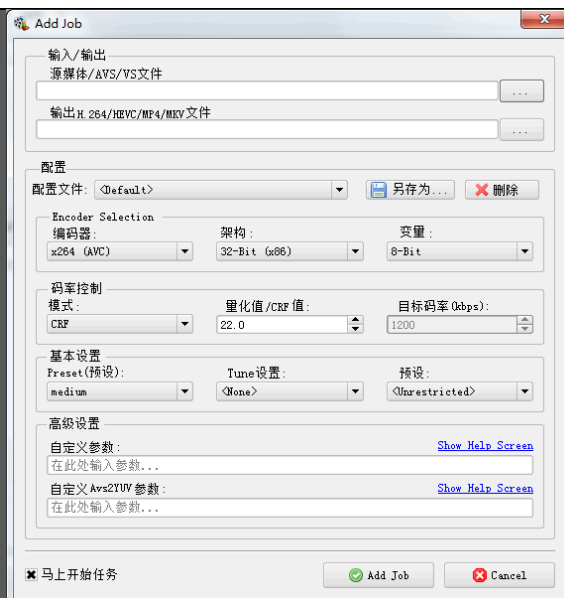 Add Job
输入/输出
源媒体/AVS/VS文件
...
输出H.264/HEVC/MP4/MKV文件
...
配置
配置文件: <Default> 另存为... 删除
Encoder Selection
编码器: 架构: 变量:
x264 (AVC) 32-Bit (x86) 8-Bit
码率控制
模式: 量化值/CRF值: 目标码率(kbps):
CRF 22.0 1200
基本设置
Preset(预设): Tune设置: 预设:
medium <None> <Unrestricted>
高级设置
自定义参数: Show Help Screen
在此处输入参数...
自定义Avs2YUV参数: Show Help Screen
在此处输入参数...
马上开始任务 Add Job Cancel